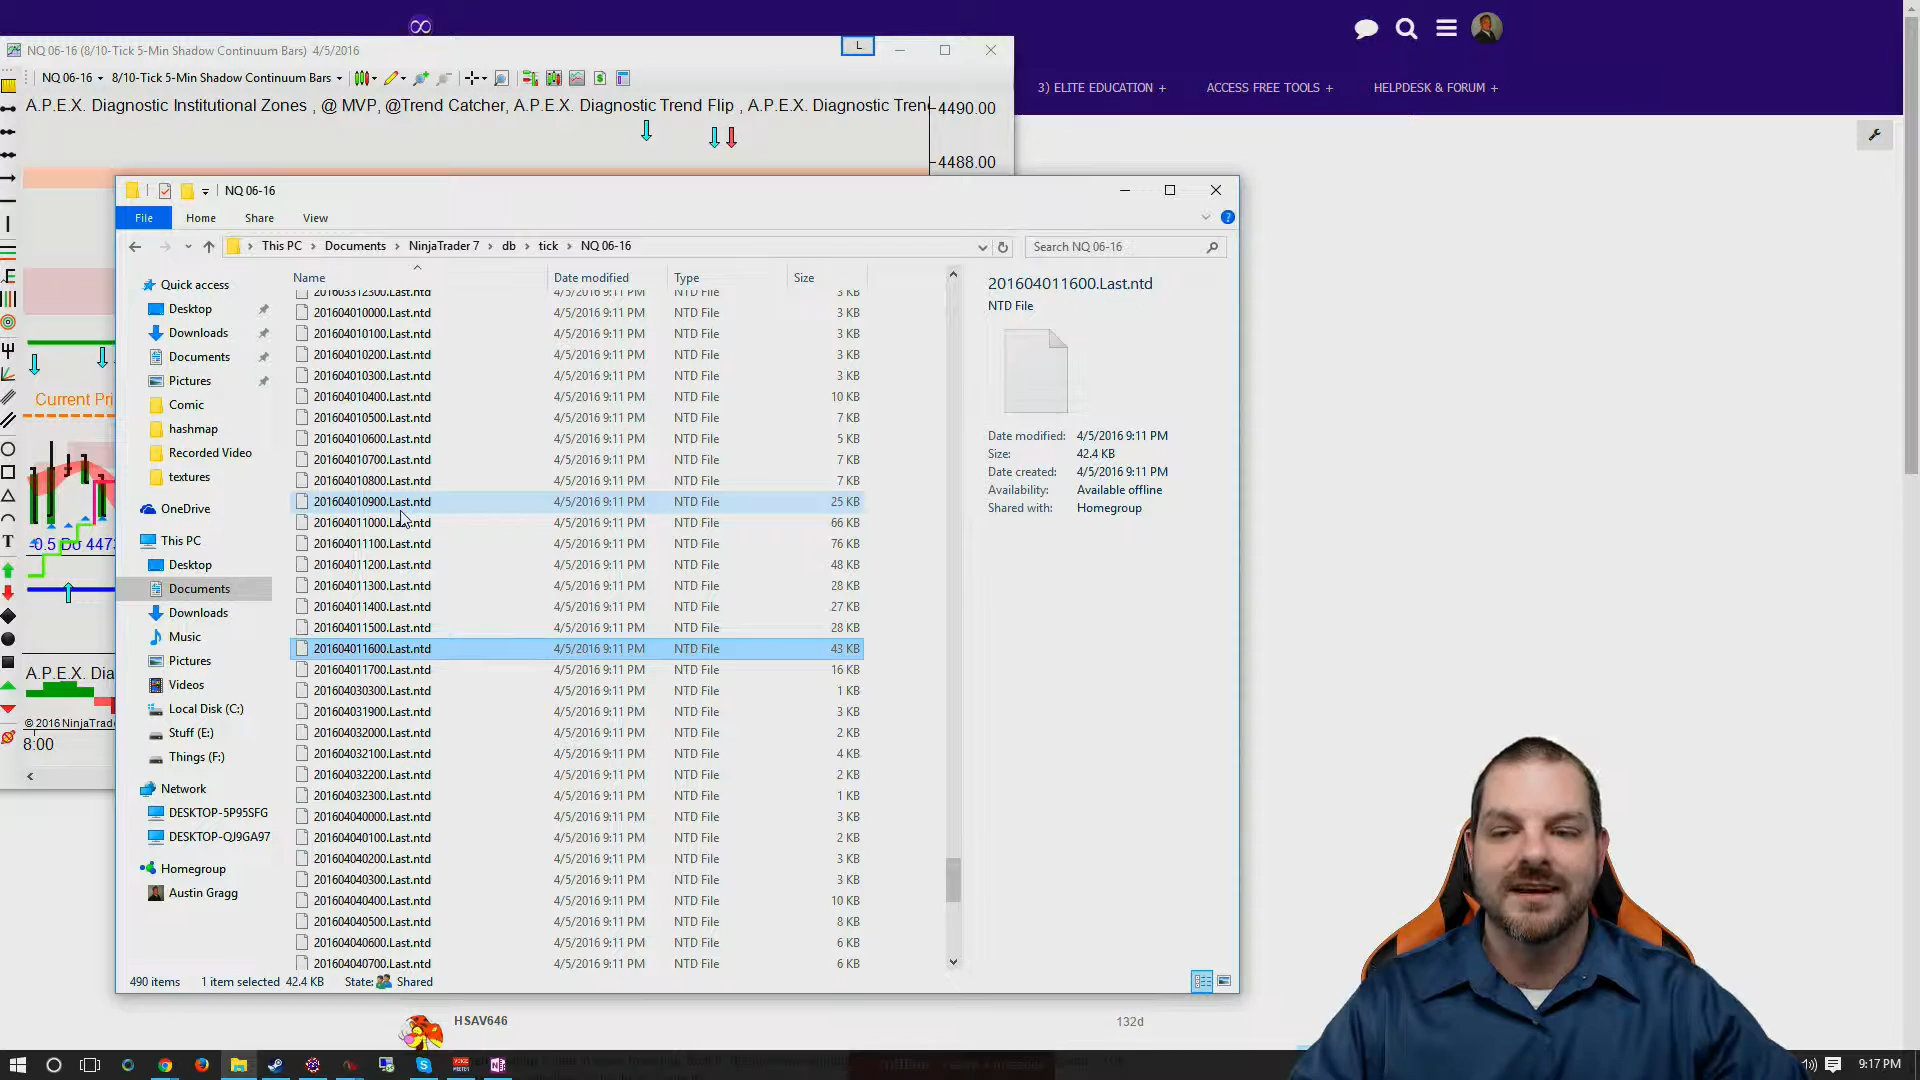 NQ 06-16 (8/10-Tick 5-Min Shadow Continuum Bars) 4/5/2016
L
NQ 06-16 8/10-Tick 5-Min Shadow Continuum Bars
3) ELITE EDUCATION +
ACCESS FREE TOOLS +
HELPDESK & FORUM +
A.P.E.X. Diagnostic Institutional Zones , @ MVP, @Trend Catcher, A.P.E.X. Diagnostic Trend Flip , A.P.E.X. Diagnostic Tren
4490.00
4488.00
NQ 06-16
File Home Share View
This PC > Documents > NinjaTrader 7 > db > tick > NQ 06-16
Search NQ 06-16
Name Date modified Type Size
201603312300.Last.ntd 4/5/2016 9:11 PM NTD File 3 KB
201604010000.Last.ntd 4/5/2016 9:11 PM NTD File 3 KB
201604010100.Last.ntd 4/5/2016 9:11 PM NTD File 3 KB
201604010200.Last.ntd 4/5/2016 9:11 PM NTD File 3 KB
201604010300.Last.ntd 4/5/2016 9:11 PM NTD File 3 KB
201604010400.Last.ntd 4/5/2016 9:11 PM NTD File 10 KB
201604010500.Last.ntd 4/5/2016 9:11 PM NTD File 7 KB
201604010600.Last.ntd 4/5/2016 9:11 PM NTD File 5 KB
201604010700.Last.ntd 4/5/2016 9:11 PM NTD File 7 KB
201604010800.Last.ntd 4/5/2016 9:11 PM NTD File 7 KB
201604010900.Last.ntd 4/5/2016 9:11 PM NTD File 25 KB
201604011000.Last.ntd 4/5/2016 9:11 PM NTD File 66 KB
201604011100.Last.ntd 4/5/2016 9:11 PM NTD File 76 KB
201604011200.Last.ntd 4/5/2016 9:11 PM NTD File 48 KB
201604011300.Last.ntd 4/5/2016 9:11 PM NTD File 28 KB
201604011400.Last.ntd 4/5/2016 9:11 PM NTD File 27 KB
201604011500.Last.ntd 4/5/2016 9:11 PM NTD File 28 KB
201604011600.Last.ntd 4/5/2016 9:11 PM NTD File 43 KB
201604011700.Last.ntd 4/5/2016 9:11 PM NTD File 16 KB
201604030300.Last.ntd 4/5/2016 9:11 PM NTD File 1 KB
201604031900.Last.ntd 4/5/2016 9:11 PM NTD File 3 KB
201604032000.Last.ntd 4/5/2016 9:11 PM NTD File 2 KB
201604032100.Last.ntd 4/5/2016 9:11 PM NTD File 4 KB
201604032200.Last.ntd 4/5/2016 9:11 PM NTD File 2 KB
201604032300.Last.ntd 4/5/2016 9:11 PM NTD File 1 KB
201604040000.Last.ntd 4/5/2016 9:11 PM NTD File 3 KB
201604040100.Last.ntd 4/5/2016 9:11 PM NTD File 2 KB
201604040200.Last.ntd 4/5/2016 9:11 PM NTD File 3 KB
201604040300.Last.ntd 4/5/2016 9:11 PM NTD File 3 KB
201604040400.Last.ntd 4/5/2016 9:11 PM NTD File 10 KB
201604040500.Last.ntd 4/5/2016 9:11 PM NTD File 8 KB
201604040600.Last.ntd 4/5/2016 9:11 PM NTD File 6 KB
201604040700.Last.ntd 4/5/2016 9:11 PM NTD File 6 KB
Quick access
Desktop
Downloads
Documents
Pictures
Comic
hashmap
Recorded Video
textures
OneDrive
This PC
Desktop
Documents
Downloads
Music
Pictures
Videos
Local Disk (C:)
Stuff (E:)
Things (F:)
Network
DESKTOP-5P95SFG
DESKTOP-QJ9GA97
Homegroup
Austin Gragg
201604011600.Last.ntd
NTD File
Date modified: 4/5/2016 9:11 PM
Size: 42.4 KB
Date created: 4/5/2016 9:11 PM
Availability: Available offline
Shared with: Homegroup
490 items 1 item selected 42.4 KB State: Shared
Current Pri
-0.5 Do 4473
A.P.E.X. Dia
© 2016 NinjaTrad
8:00
HSAV646
132d
9:17 PM